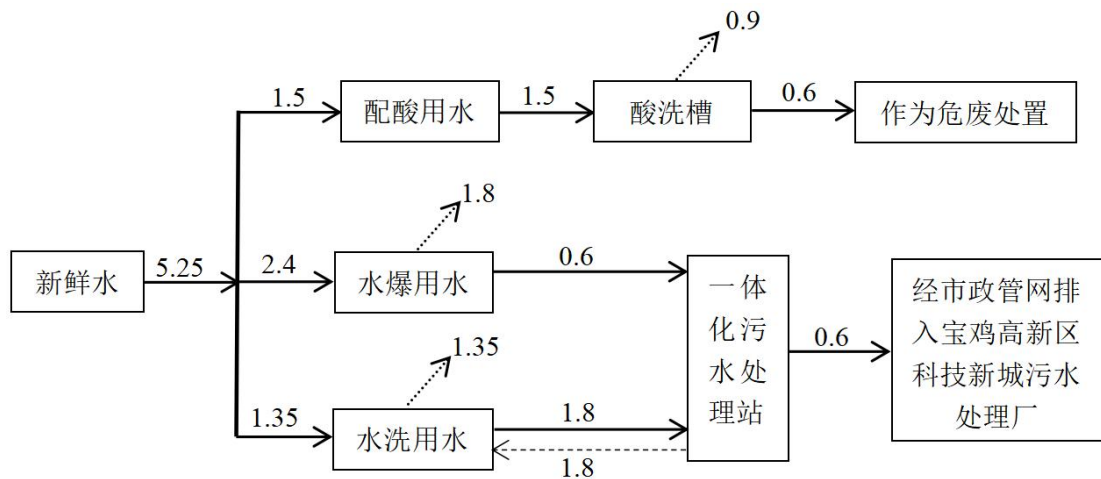 0.9
1.5
配酸用水
1.5
酸洗槽
0.6
作为危废处置
1.8
新鲜水
5.25
2.4
水爆用水
0.6
一体
化污
水处
理站
0.6
经市政管网排
入宝鸡高新区
科技新城污水
处理厂
1.35
1.35
水洗用水
1.8
1.8